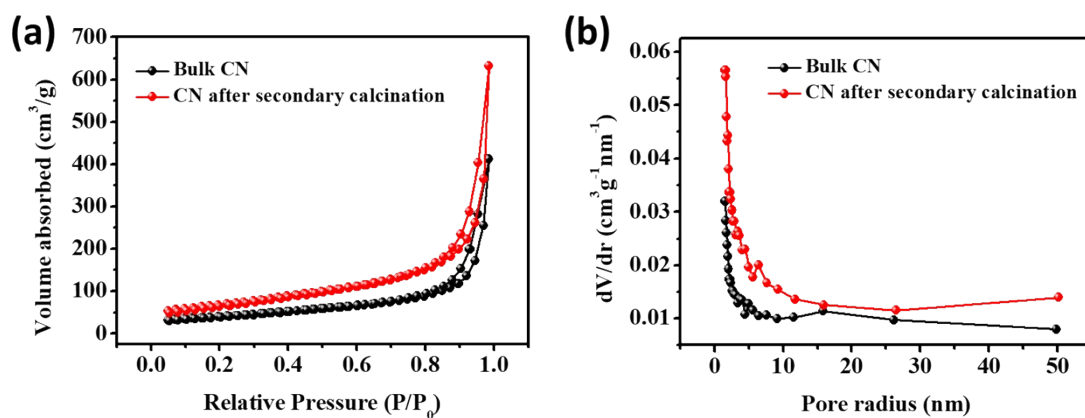 (a)
Volume absorbed (cm³/g)
700
600
500
400
300
200
100
0
Bulk CN
CN after secondary calcination
0.0 0.2 0.4 0.6 0.8 1.0
Relative Pressure (P/P₀)
(b)
dV/dr (cm³g⁻¹nm⁻¹)
0.06
0.05
0.04
0.03
0.02
0.01
Bulk CN
CN after secondary calcination
0 10 20 30 40 50
Pore radius (nm)